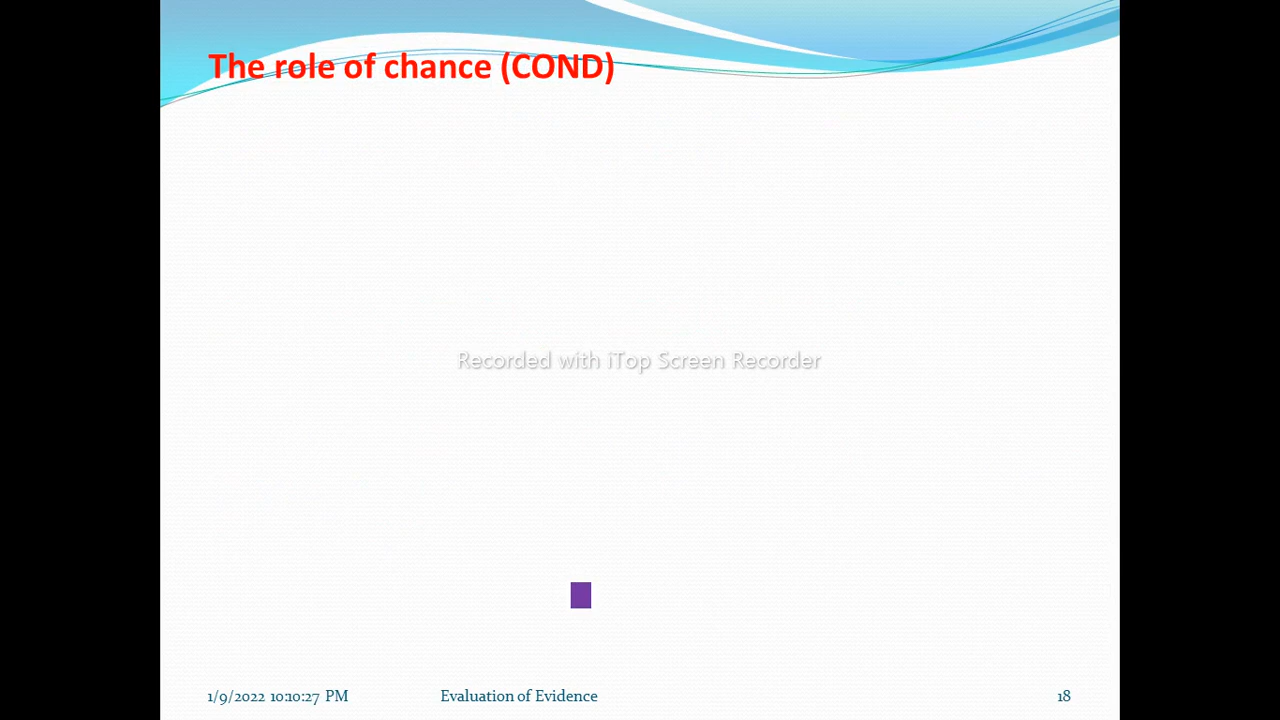 The role of chance (COND)
Recorded with iTop Screen Recorder
1/9/2022 10:10:27 PM
Evaluation of Evidence
18